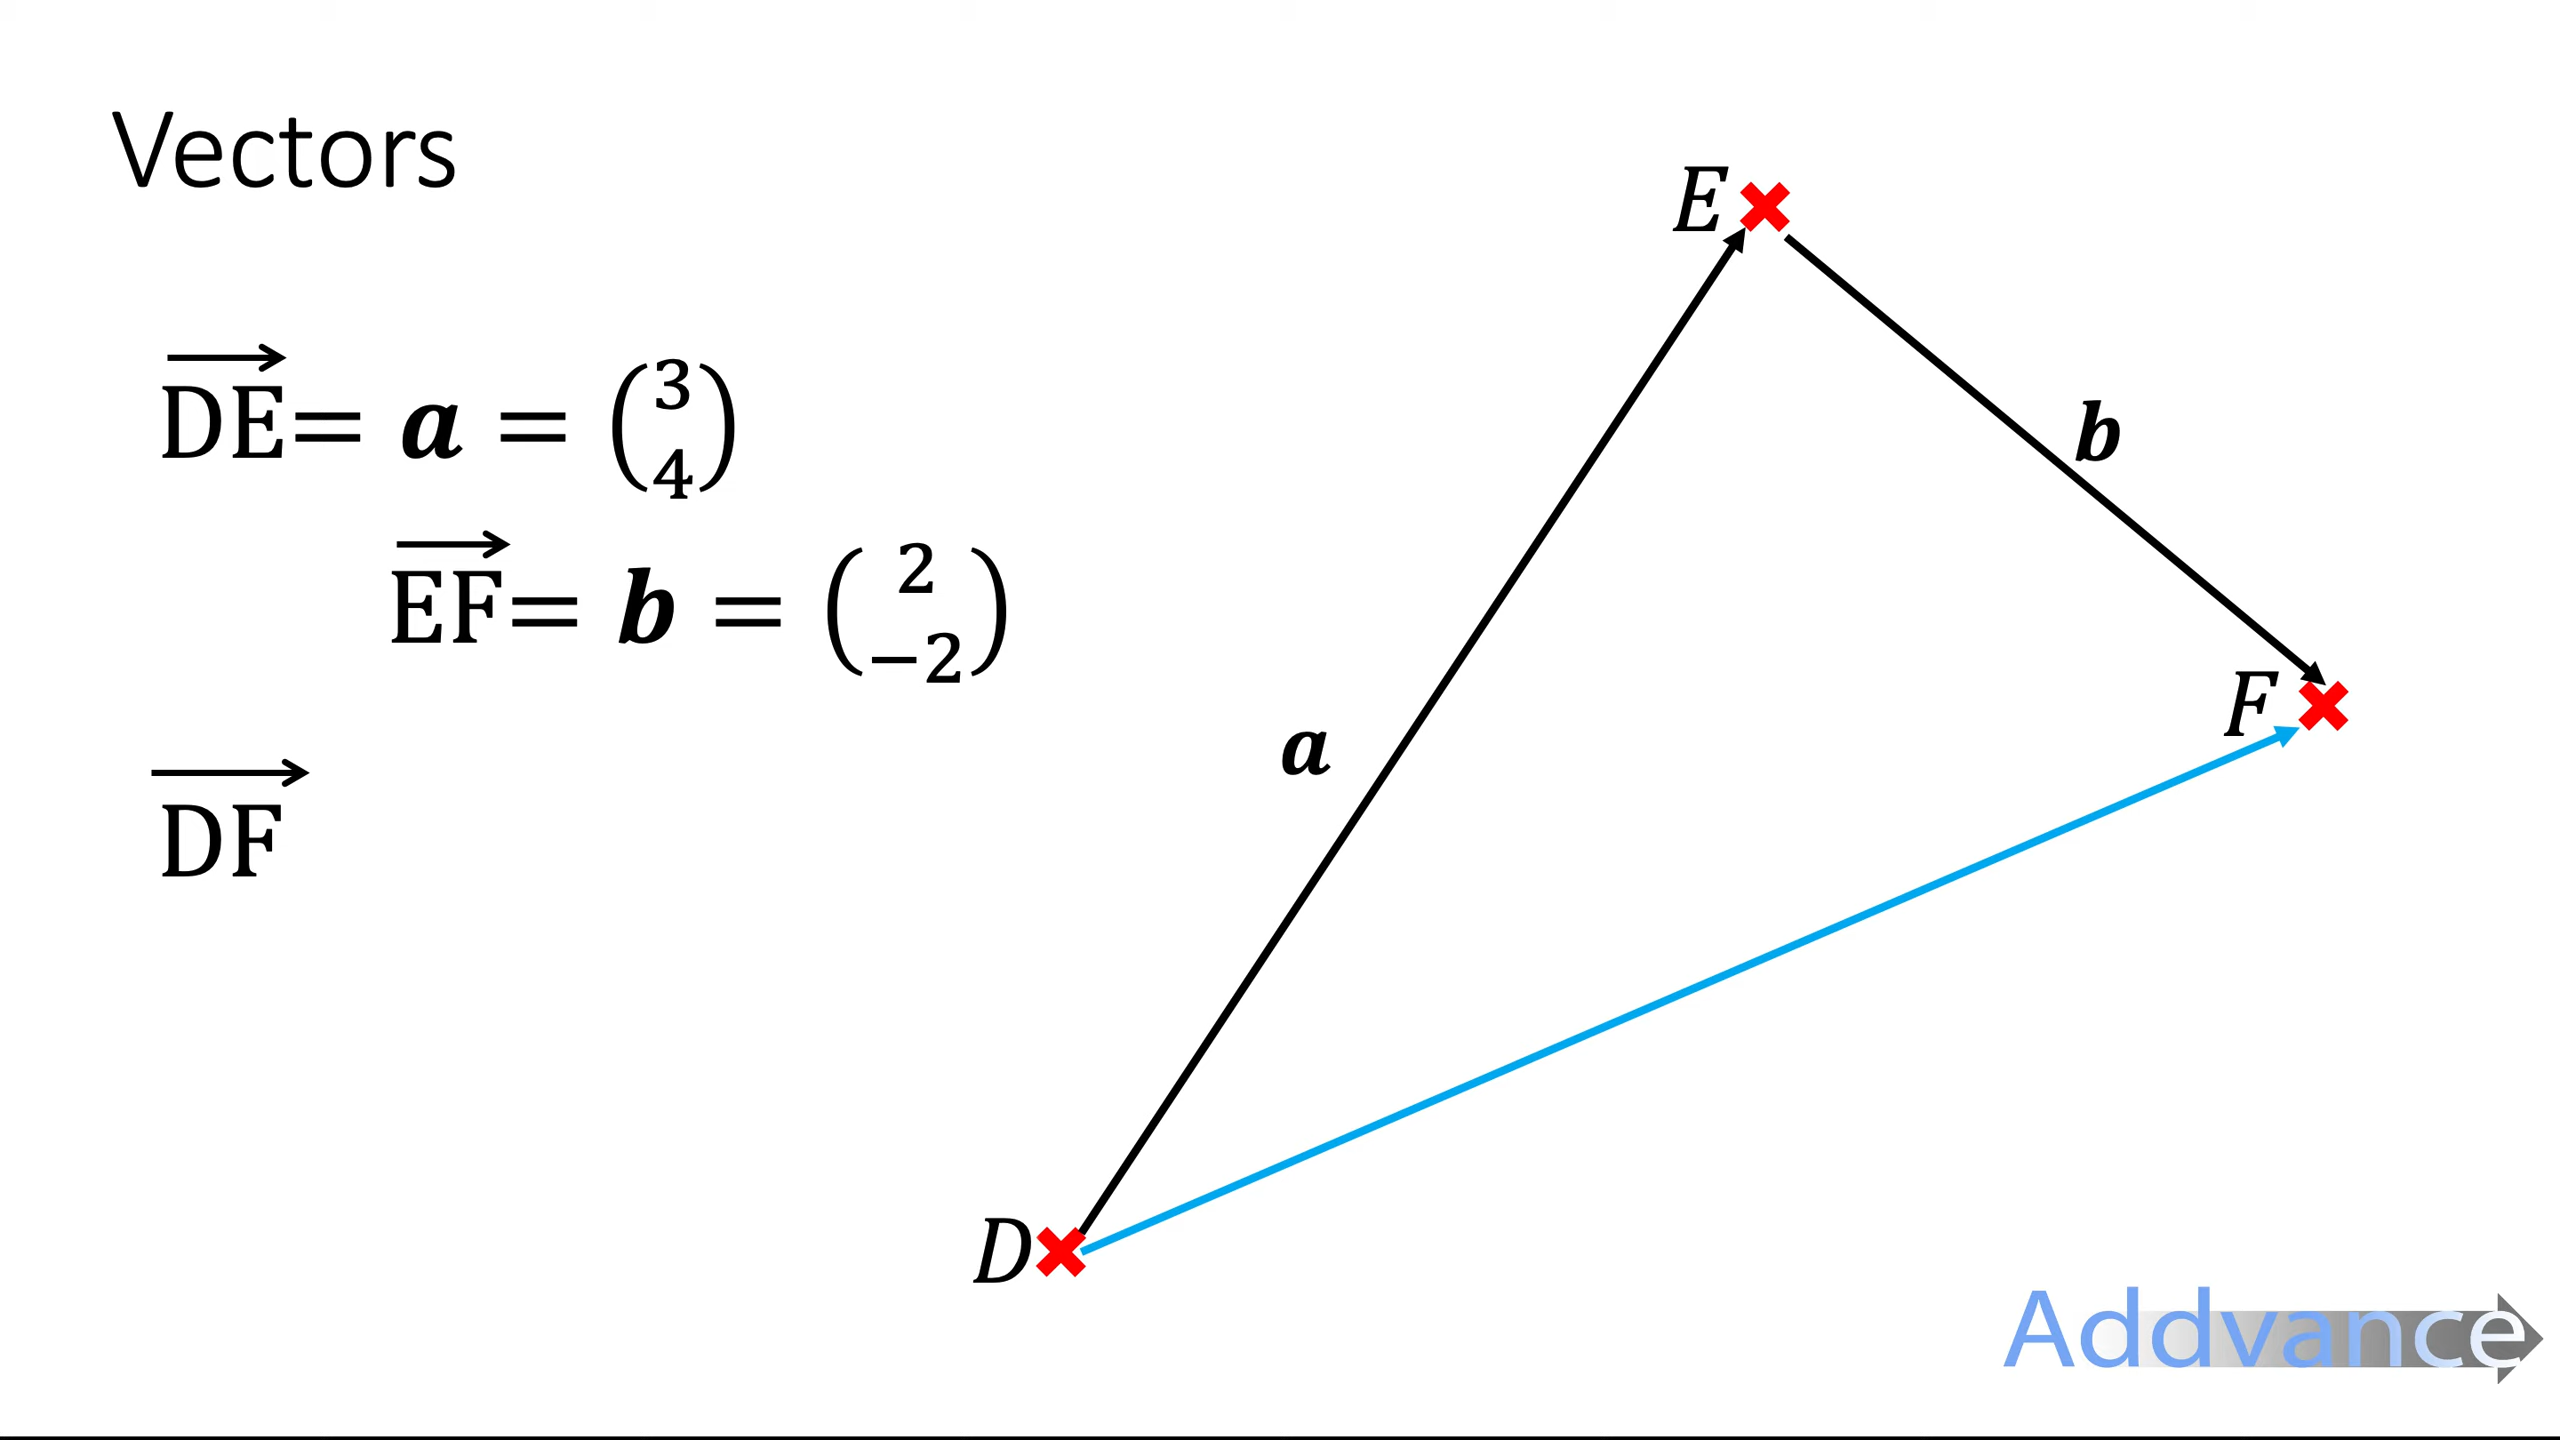 Vectors
DE = a = (3 4)
EF = b = (2 −2)
DF
E
b
F
a
D
Addvance